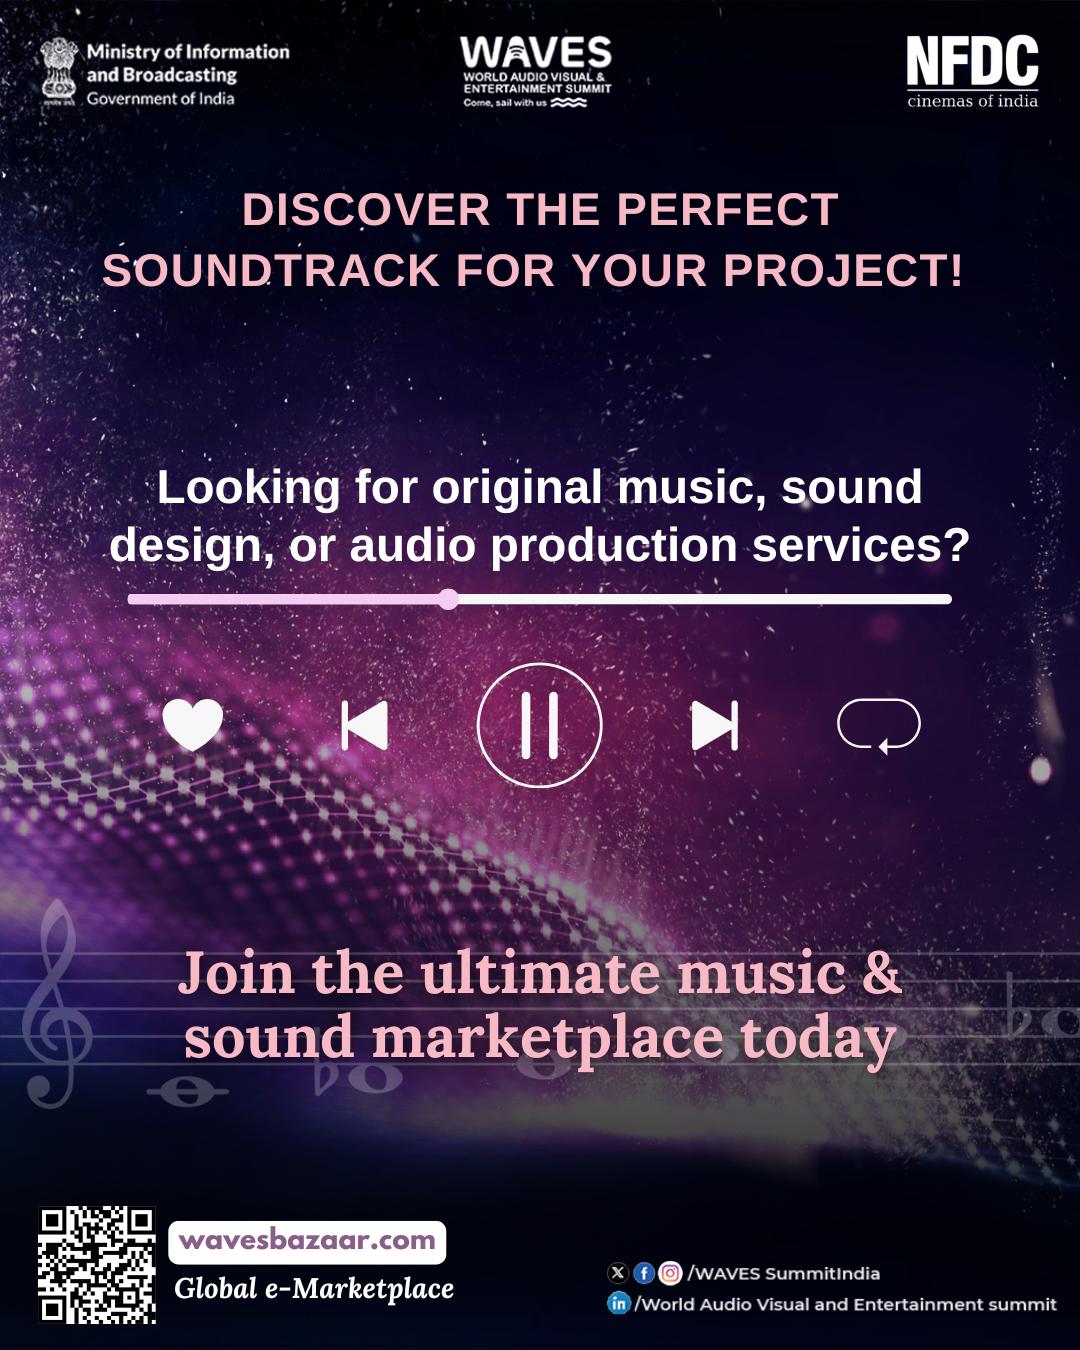 Ministry of Information
and Broadcasting
Government of India
WAVES
WORLD AUDIO VISUAL &
ENTERTAINMENT SUMMIT
Come, sail with us
NFDC
cinemas of india
DISCOVER THE PERFECT
SOUNDTRACK FOR YOUR PROJECT!
Looking for original music, sound
design, or audio production services?
Join the ultimate music &
sound marketplace today
wavesbazaar.com
Global e-Marketplace
/WAVES SummitIndia
/World Audio Visual and Entertainment summit